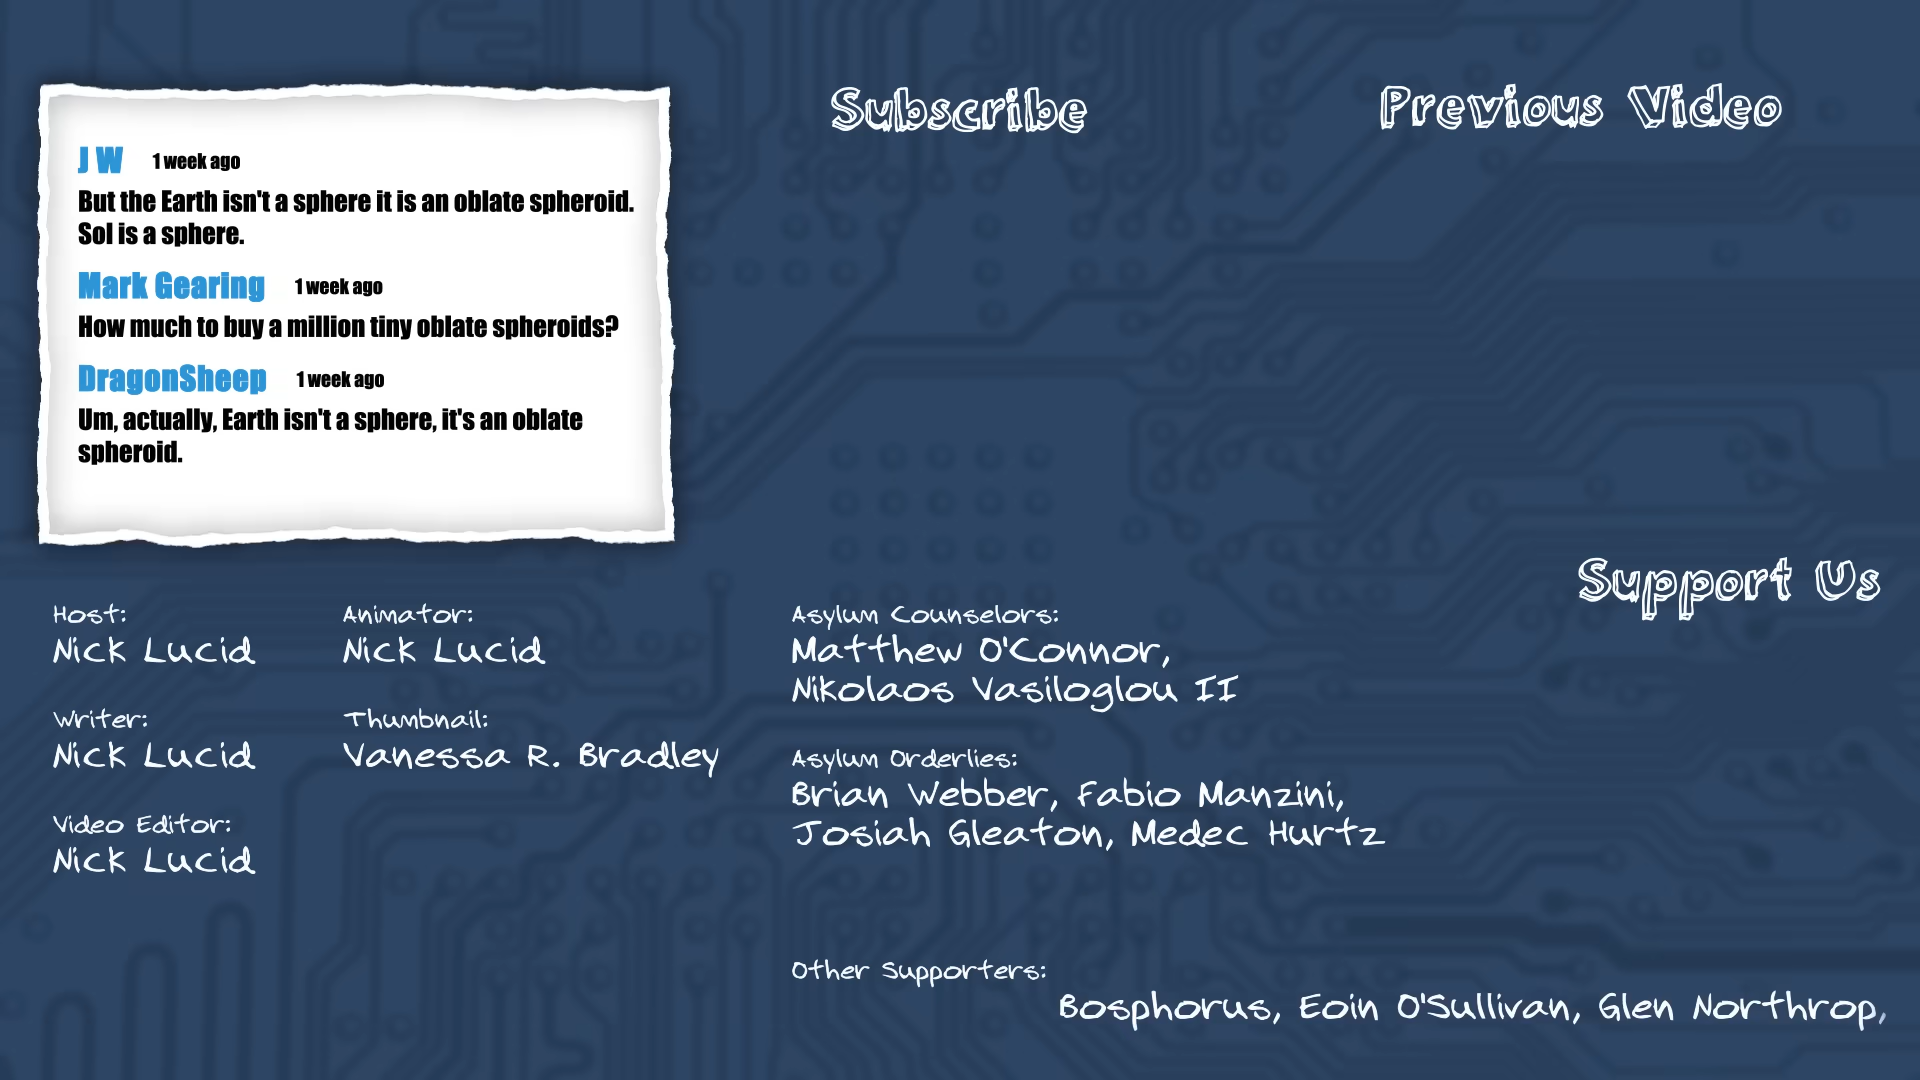 Subscribe
Previous Video
J W 1 week ago
But the Earth isn't a sphere it is an oblate spheroid.
Sol is a sphere.
Mark Gearing 1 week ago
How much to buy a million tiny oblate spheroids?
DragonSheep 1 week ago
Um, actually, Earth isn't a sphere, it's an oblate
spheroid.
Support Us
Host:
Nick Lucid
Writer:
Nick Lucid
Video Editor:
Nick Lucid
Animator:
Nick Lucid
Thumbnail:
Vanessa R. Bradley
Asylum Counselors:
Matthew O'Connor,
Nikolaos Vasiloglou II
Asylum Orderlies:
Brian Webber, Fabio Manzini,
Josiah Gleaton, Medec Hurtz
Other Supporters:
Bosphorus, Eoin O'Sullivan, Glen Northrop,